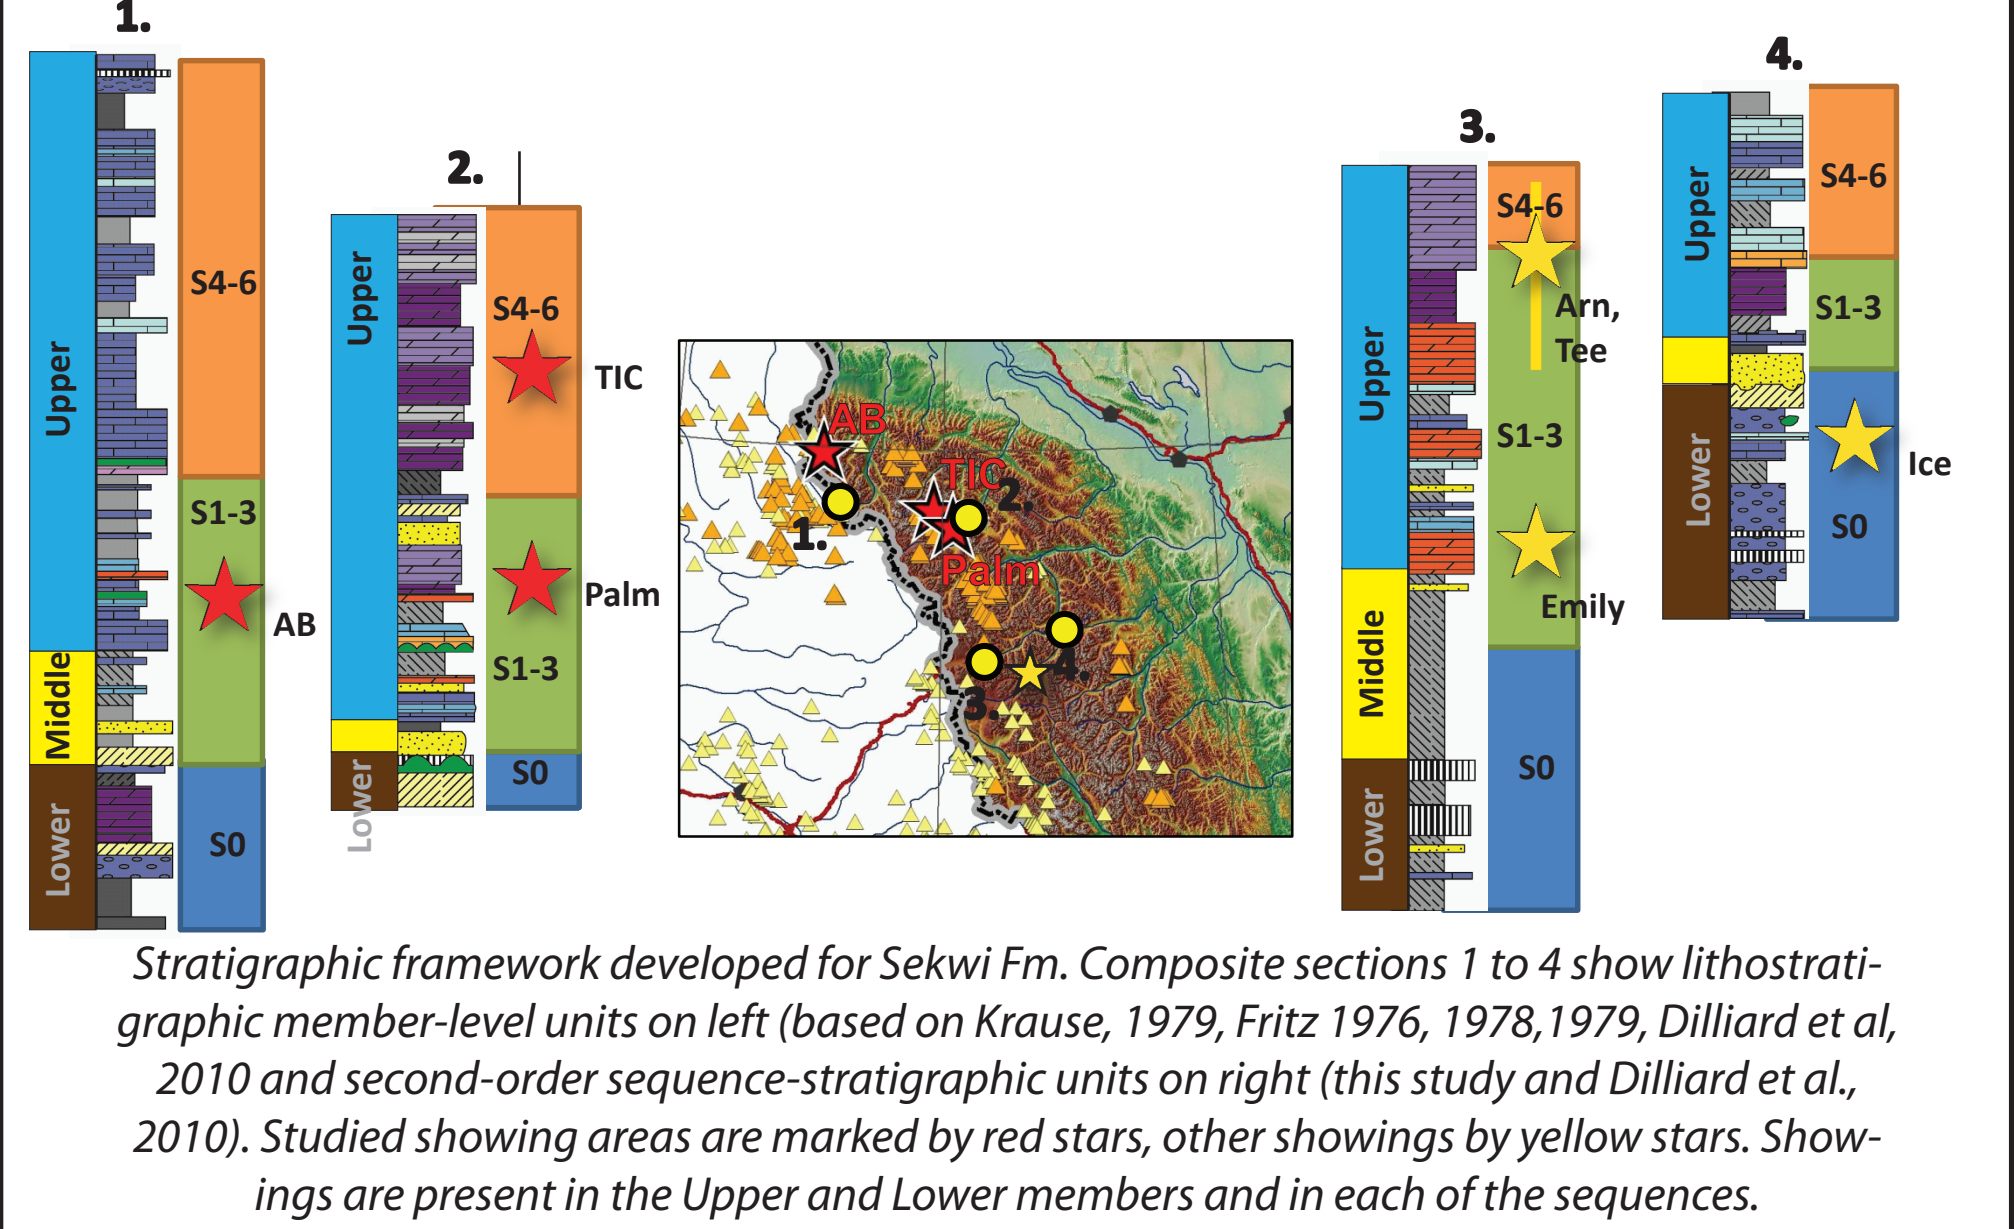 1.
Upper
Middle
Lower
S4-6
S1-3
S0
AB
2.
Upper
Lower
S4-6
S1-3
S0
TIC
Palm
AB
TIC
2.
1.
Palm
4.
3.
3.
Upper
Middle
Lower
S4-6
S1-3
S0
Arn,
Tee
Emily
4.
Upper
Lower
S4-6
S1-3
S0
Ice
Stratigraphic framework developed for Sekwi Fm. Composite sections 1 to 4 show lithostrati-
graphic member-level units on left (based on Krause, 1979, Fritz 1976, 1978,1979, Dilliard et al,
2010 and second-order sequence-stratigraphic units on right (this study and Dilliard et al.,
2010). Studied showing areas are marked by red stars, other showings by yellow stars. Show-
ings are present in the Upper and Lower members and in each of the sequences.